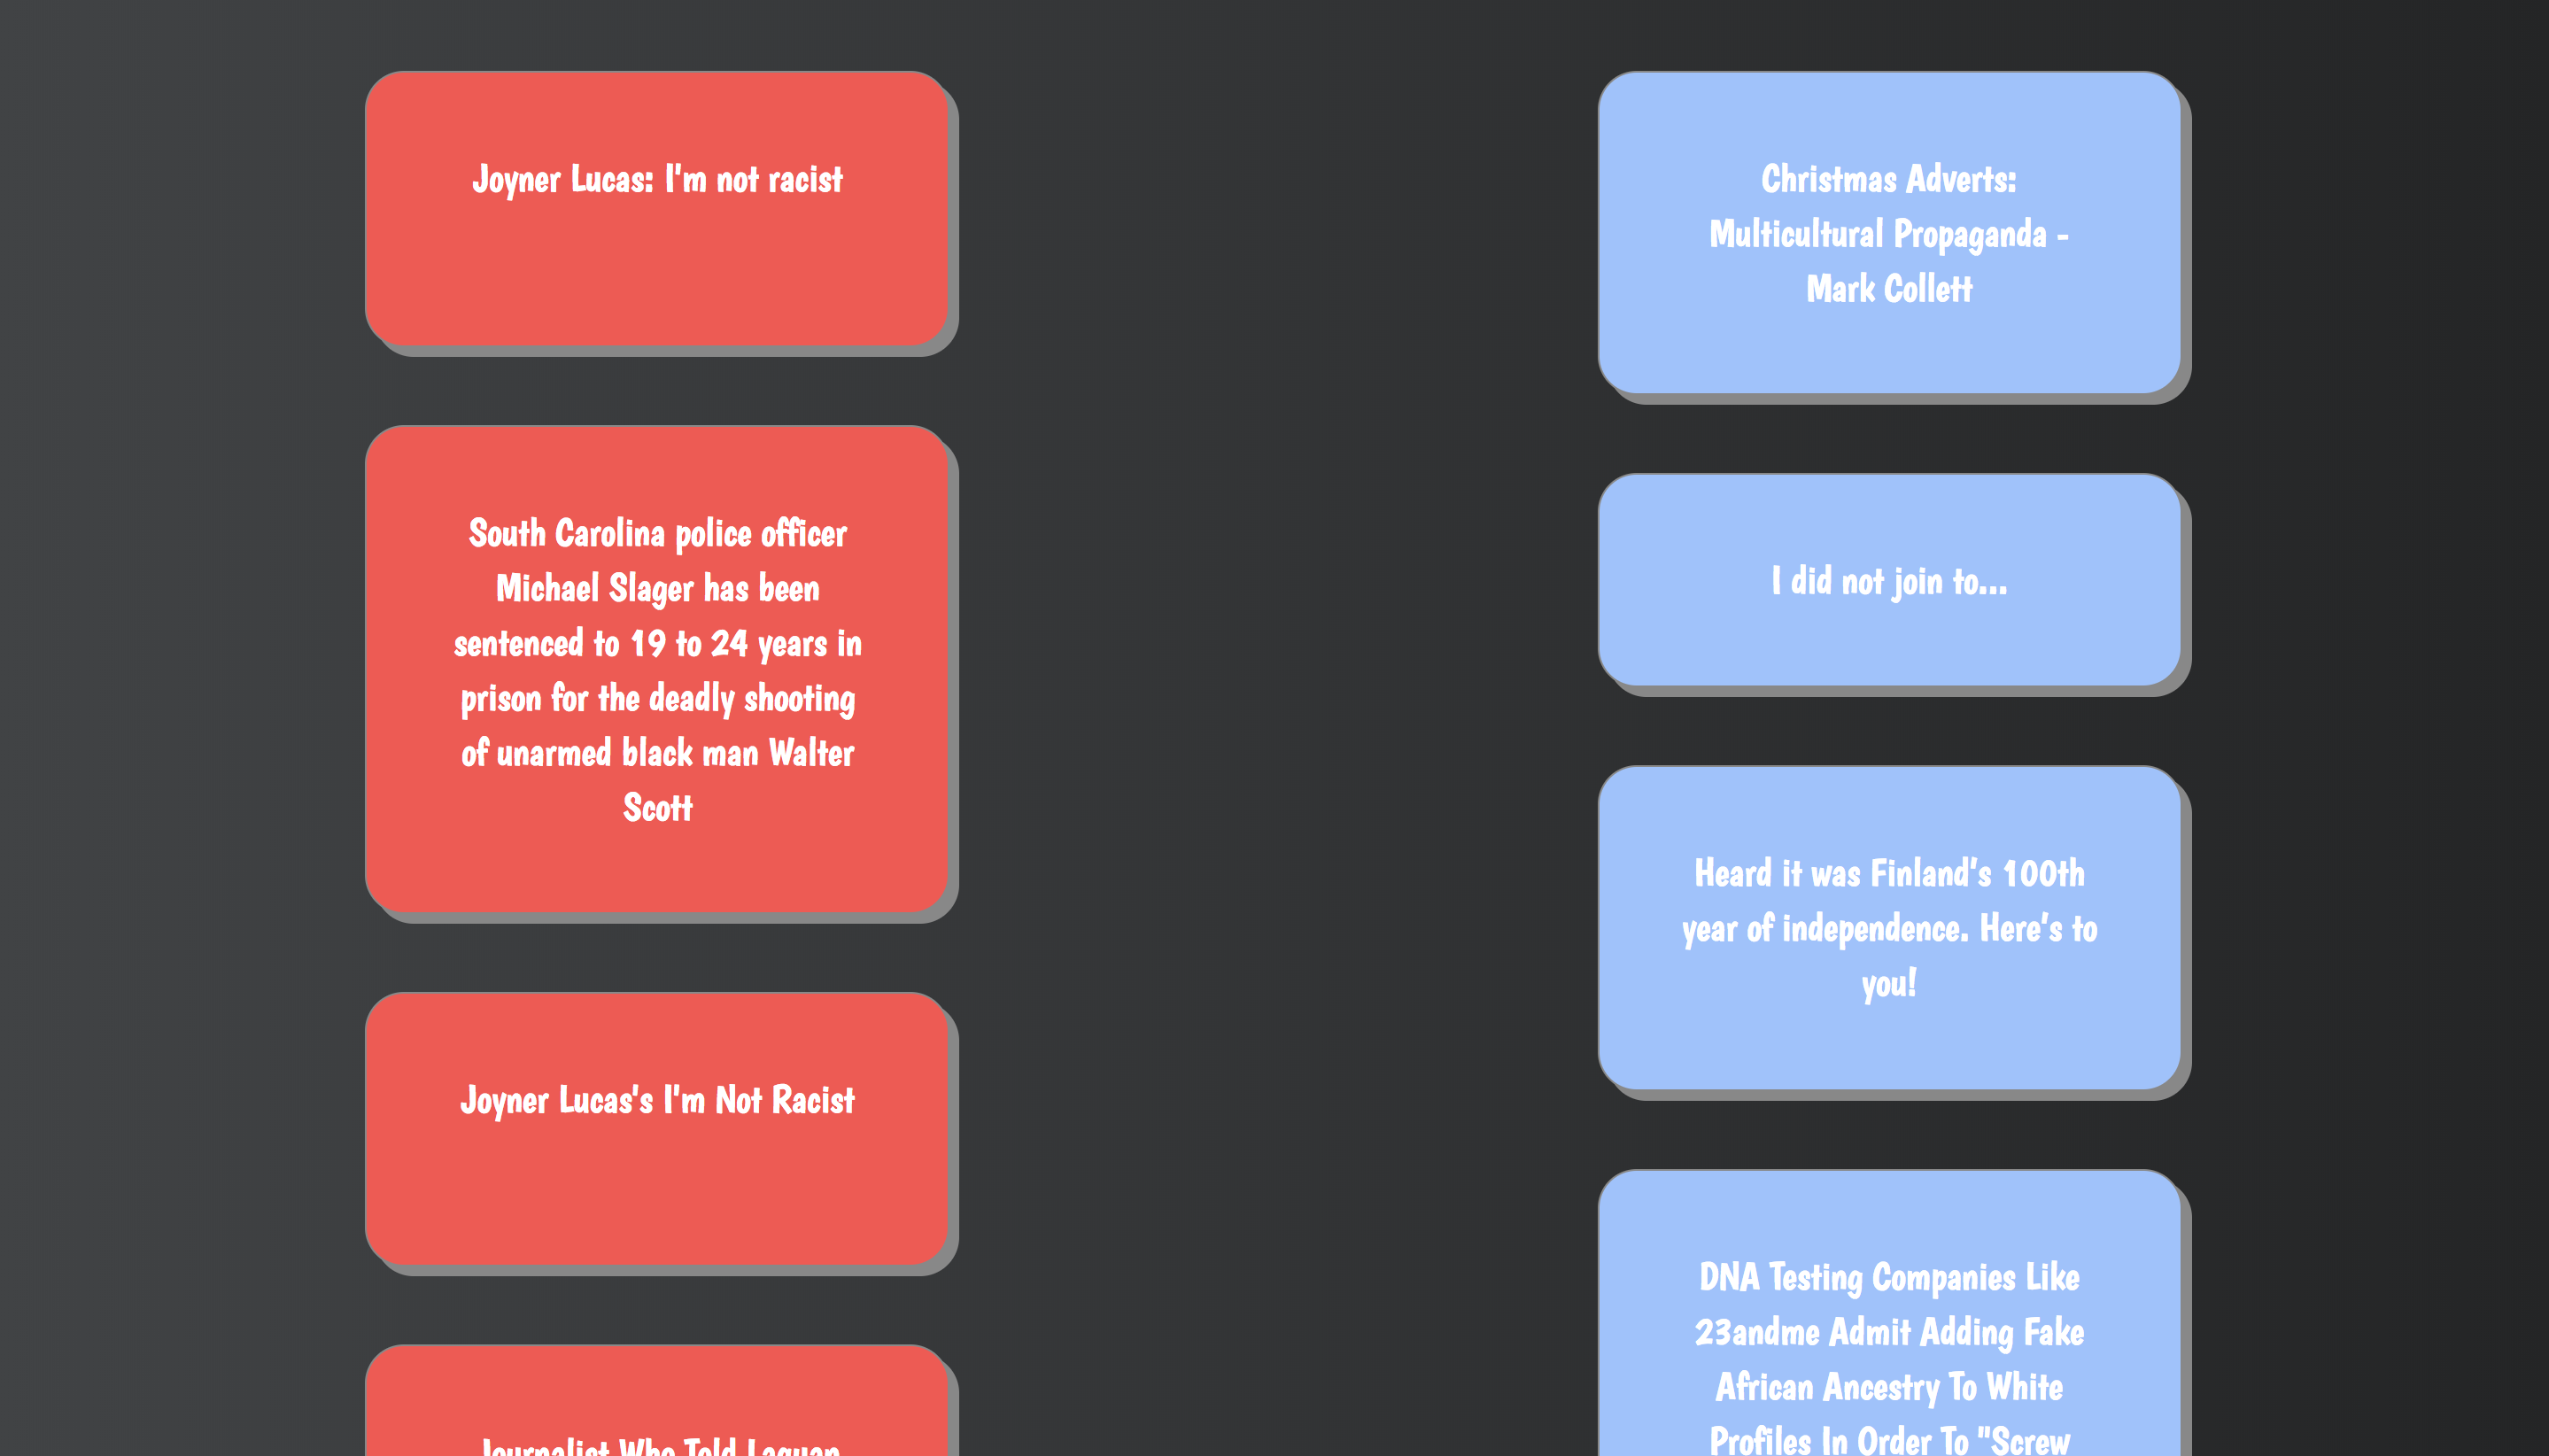 Joyner Lucas: I'm not racist
South Carolina police officer
Michael Slager has been
sentenced to 19 to 24 years in
prison for the deadly shooting
of unarmed black man Walter
Scott
Joyner Lucas's I'm Not Racist
Journalist Who Told Laquan
Christmas Adverts:
Multicultural Propaganda -
Mark Collett
I did not join to...
Heard it was Finland’s 100th
year of independence. Here’s to
you!
DNA Testing Companies Like
23andme Admit Adding Fake
African Ancestry To White
Profiles In Order To "Screw